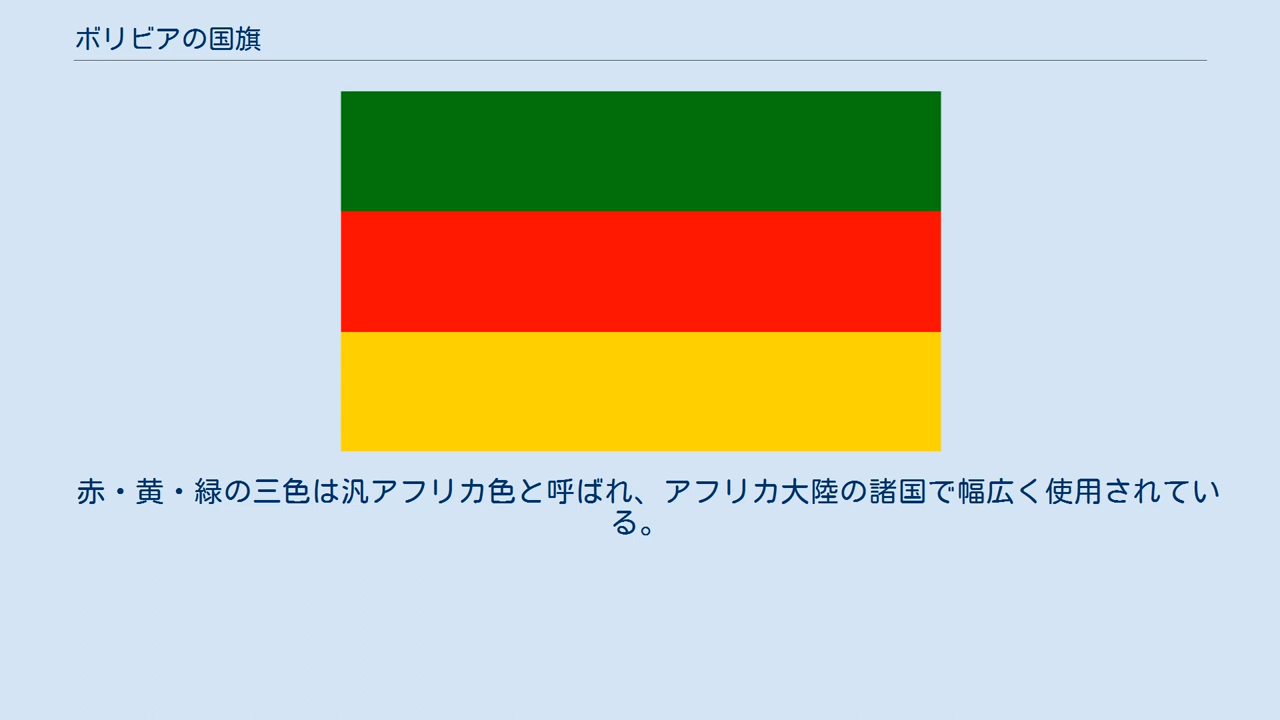 ボリビアの国旗
赤・黄・緑の三色は汎アフリカ色と呼ばれ、アフリカ大陸の諸国で幅広く使用されてい
る。